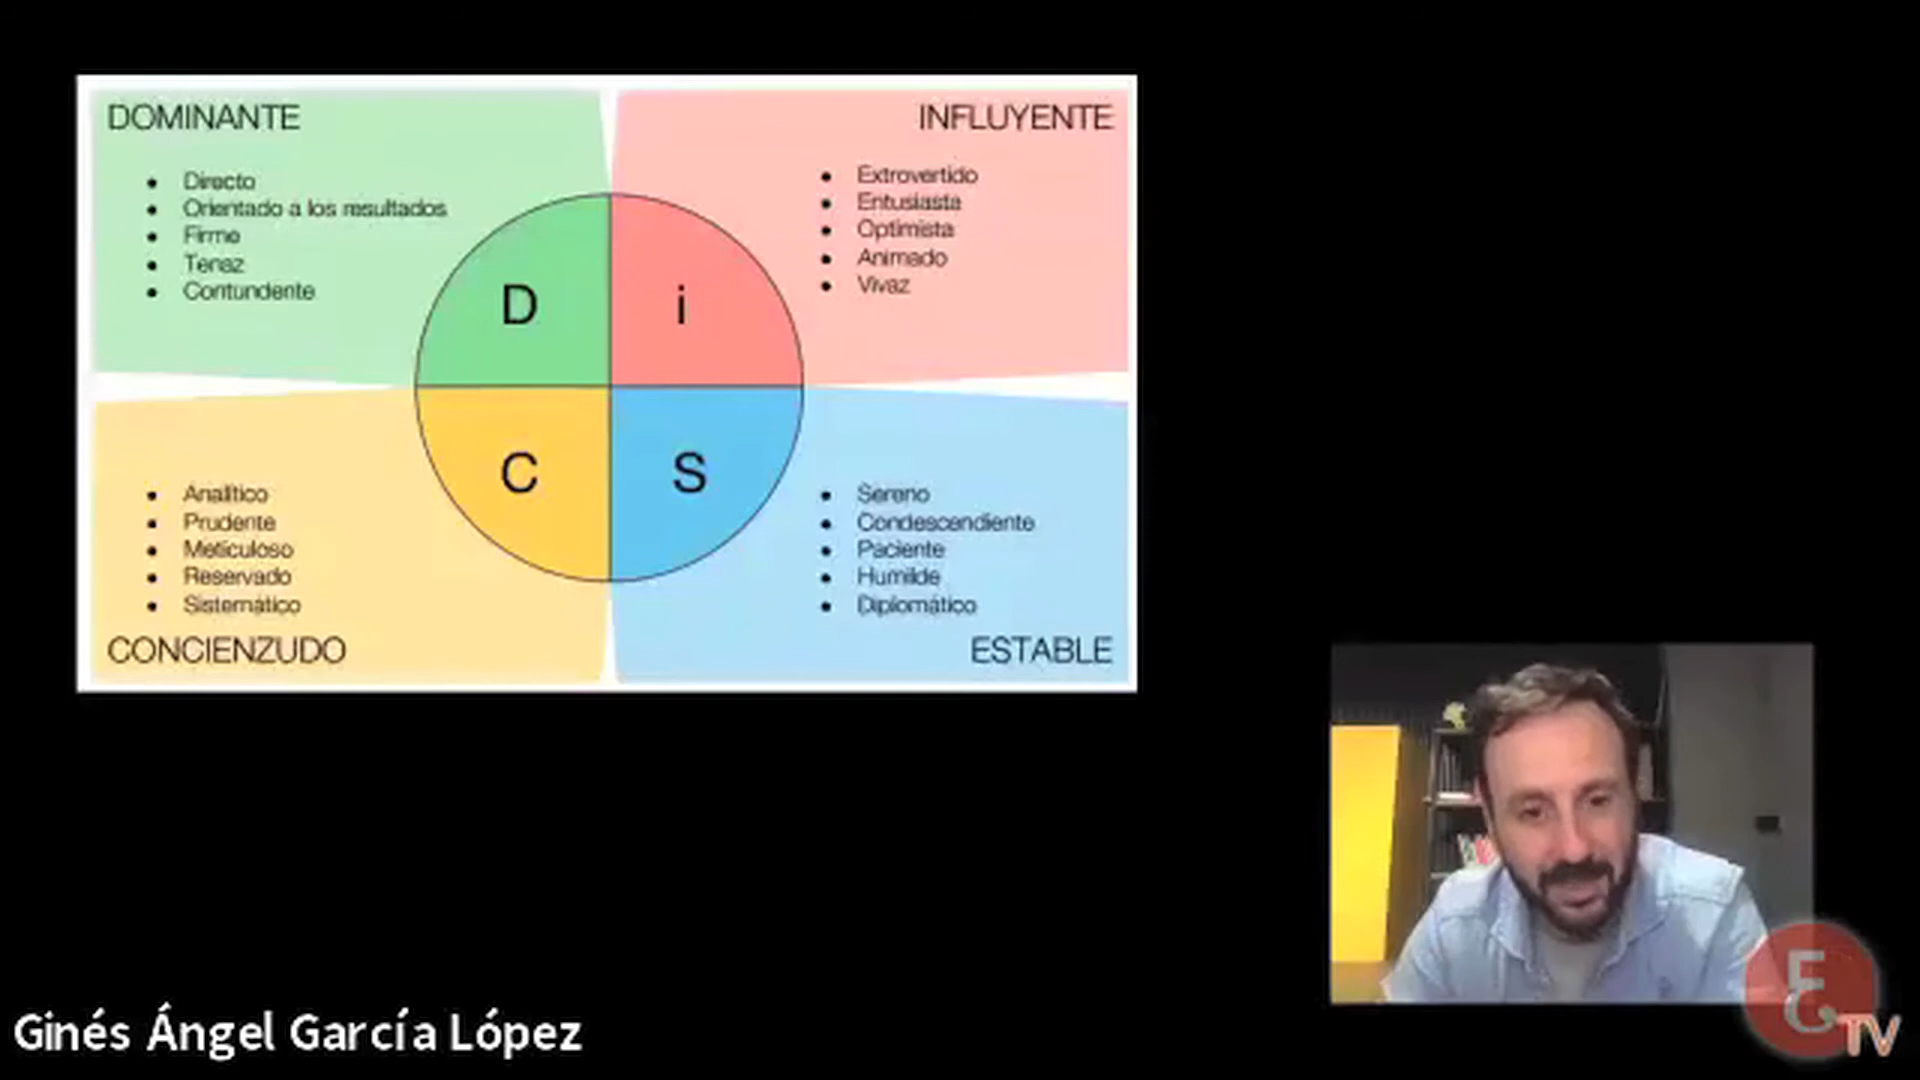 DOMINANTE
Directo
Orientado a los resultados
Firme
Tenaz
Contundente
INFLUYENTE
Extrovertido
Entusiasta
Optimista
Animado
Vivaz
D
i
C
S
Analítico
Prudente
Meticuloso
Reservado
Sistemático
CONCIENZUDO
Sereno
Condescendiente
Paciente
Humilde
Diplomático
ESTABLE
Ginés Ángel García López
TV